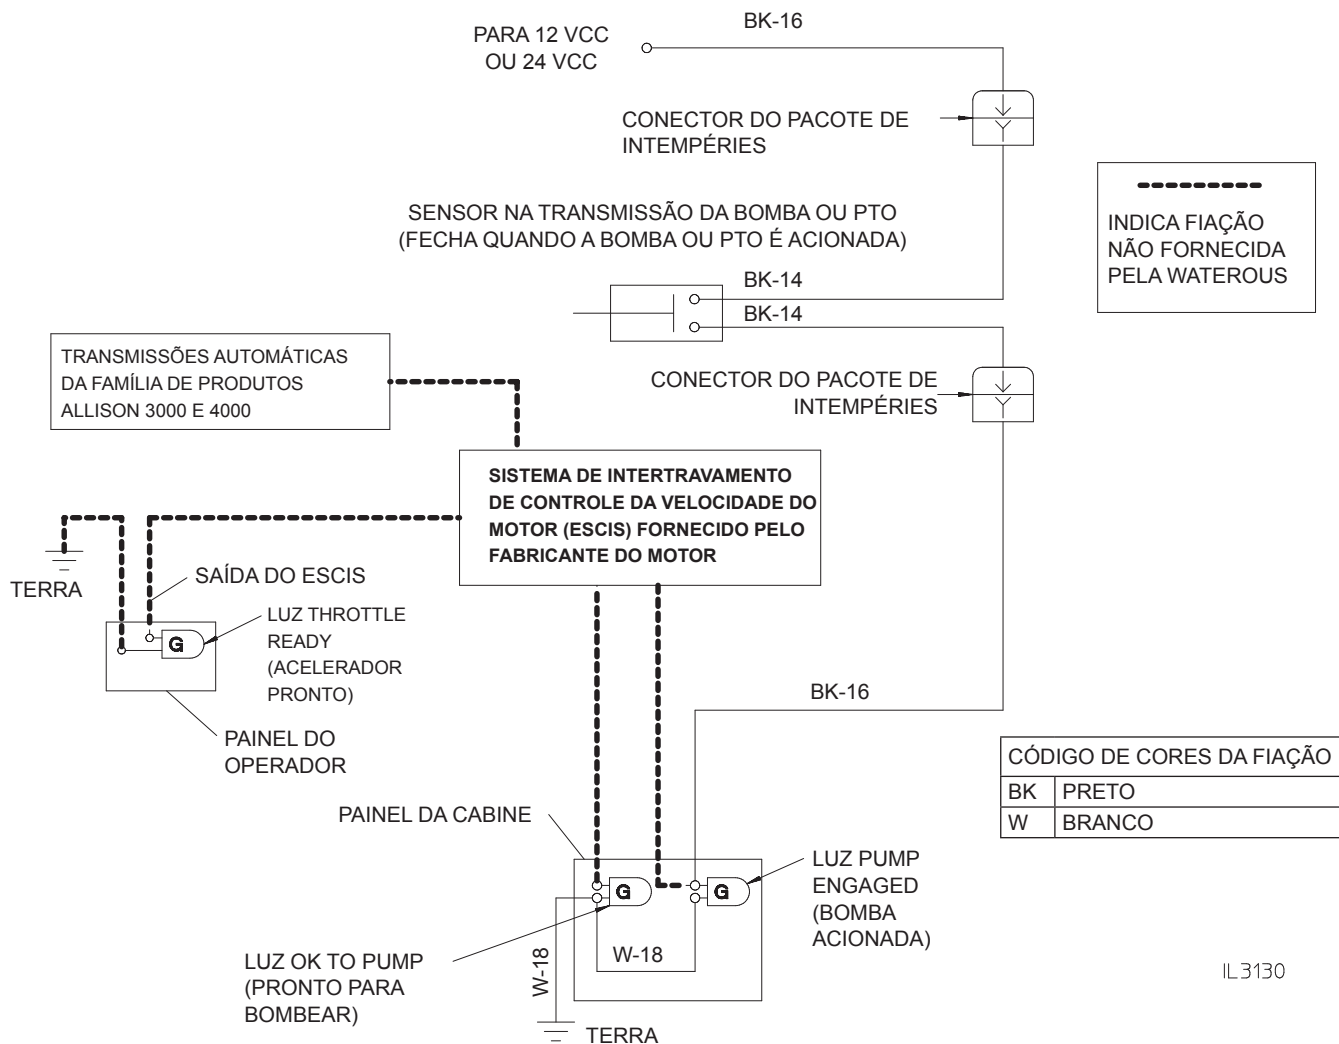 BK-16
PARA 12 VCC
OU 24 VCC
CONECTOR DO PACOTE DE
INTEMPÉRIES
INDICA FIAÇÃO
NÃO FORNECIDA
PELA WATEROUS
SENSOR NA TRANSMISSÃO DA BOMBA OU PTO
(FECHA QUANDO A BOMBA OU PTO É ACIONADA)
BK-14
BK-14
TRANSMISSÕES AUTOMÁTICAS
DA FAMÍLIA DE PRODUTOS
ALLISON 3000 E 4000
CONECTOR DO PACOTE DE
INTEMPÉRIES
SISTEMA DE INTERTRAVAMENTO
DE CONTROLE DA VELOCIDADE DO
MOTOR (ESCIS) FORNECIDO PELO
FABRICANTE DO MOTOR
TERRA
SAÍDA DO ESCIS
G
LUZ THROTTLE
READY
(ACELERADOR
PRONTO)
PAINEL DO
OPERADOR
BK-16
CÓDIGO DE CORES DA FIAÇÃO
BK PRETO
W BRANCO
PAINEL DA CABINE
G
G
LUZ PUMP
ENGAGED
(BOMBA
ACIONADA)
LUZ OK TO PUMP
(PRONTO PARA
BOMBEAR)
W-18
W-18
TERRA
IL3130